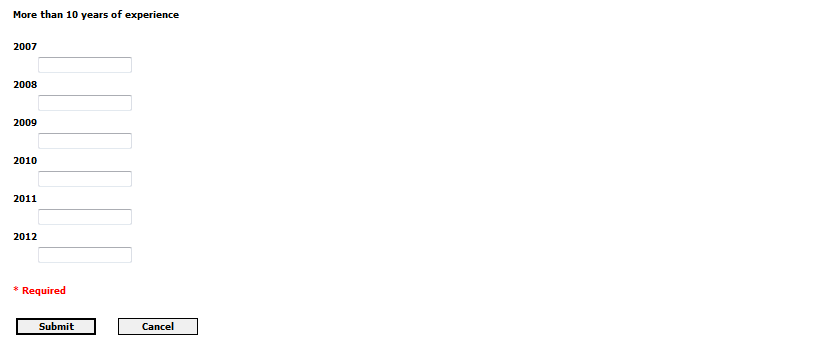 More than 10 years of experience
2007
2008
2009
2010
2011
2012
* Required
Submit Cancel